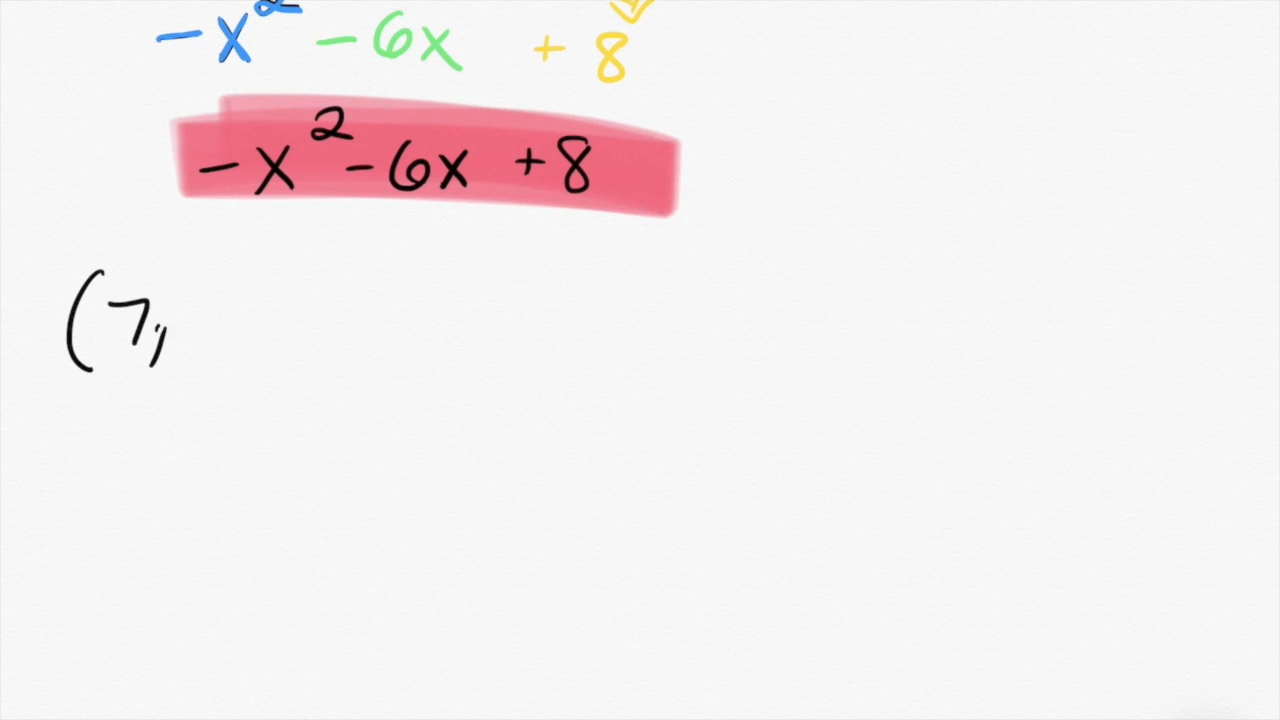 -x² - 6x + 8
-x² - 6x + 8
(7,